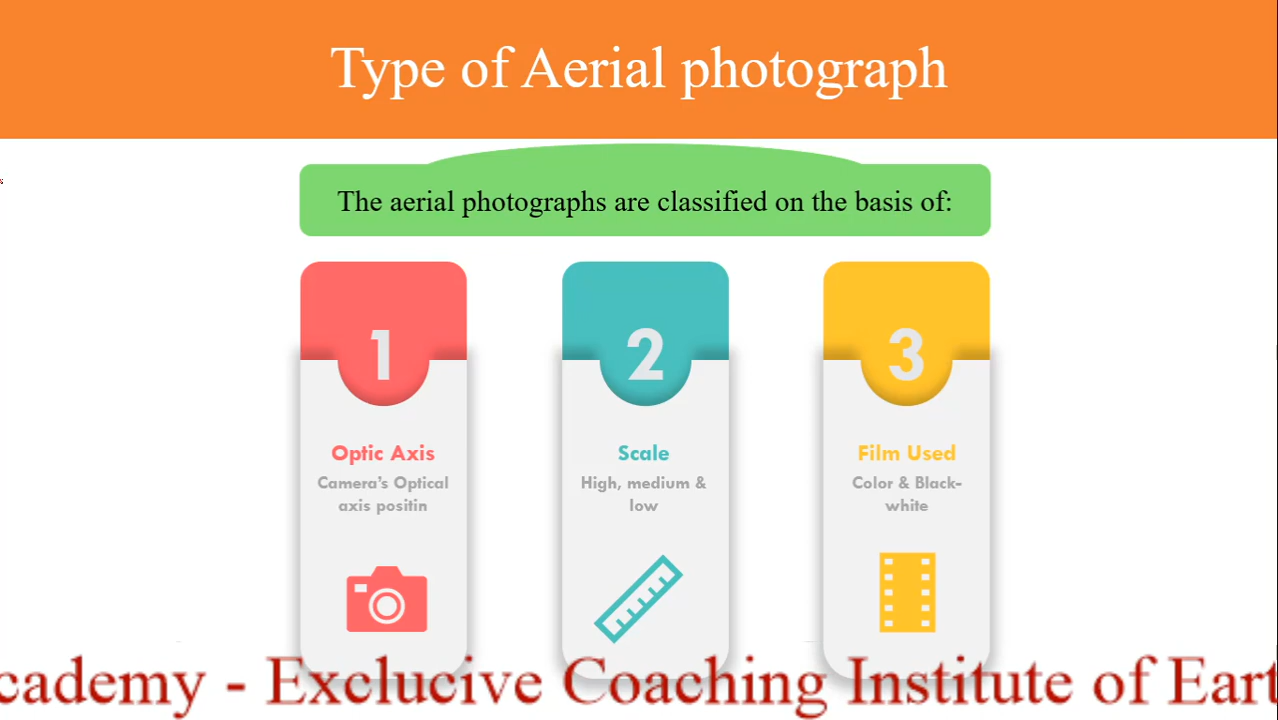 Type of Aerial photograph
The aerial photographs are classified on the basis of:
1
2
3
Optic Axis
Camera's Optical
axis positin
Scale
High, medium &
low
Film Used
Color & Black-
white
cademy - Exclucive Coaching Institute of Eart